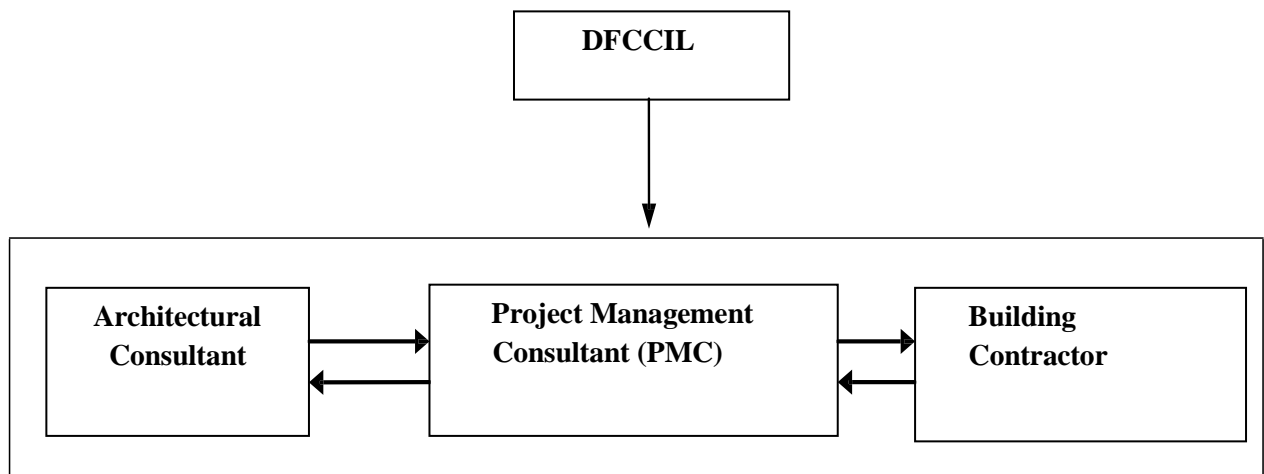 DFCCIL
Architectural
Consultant
Project Management
Consultant (PMC)
Building
Contractor